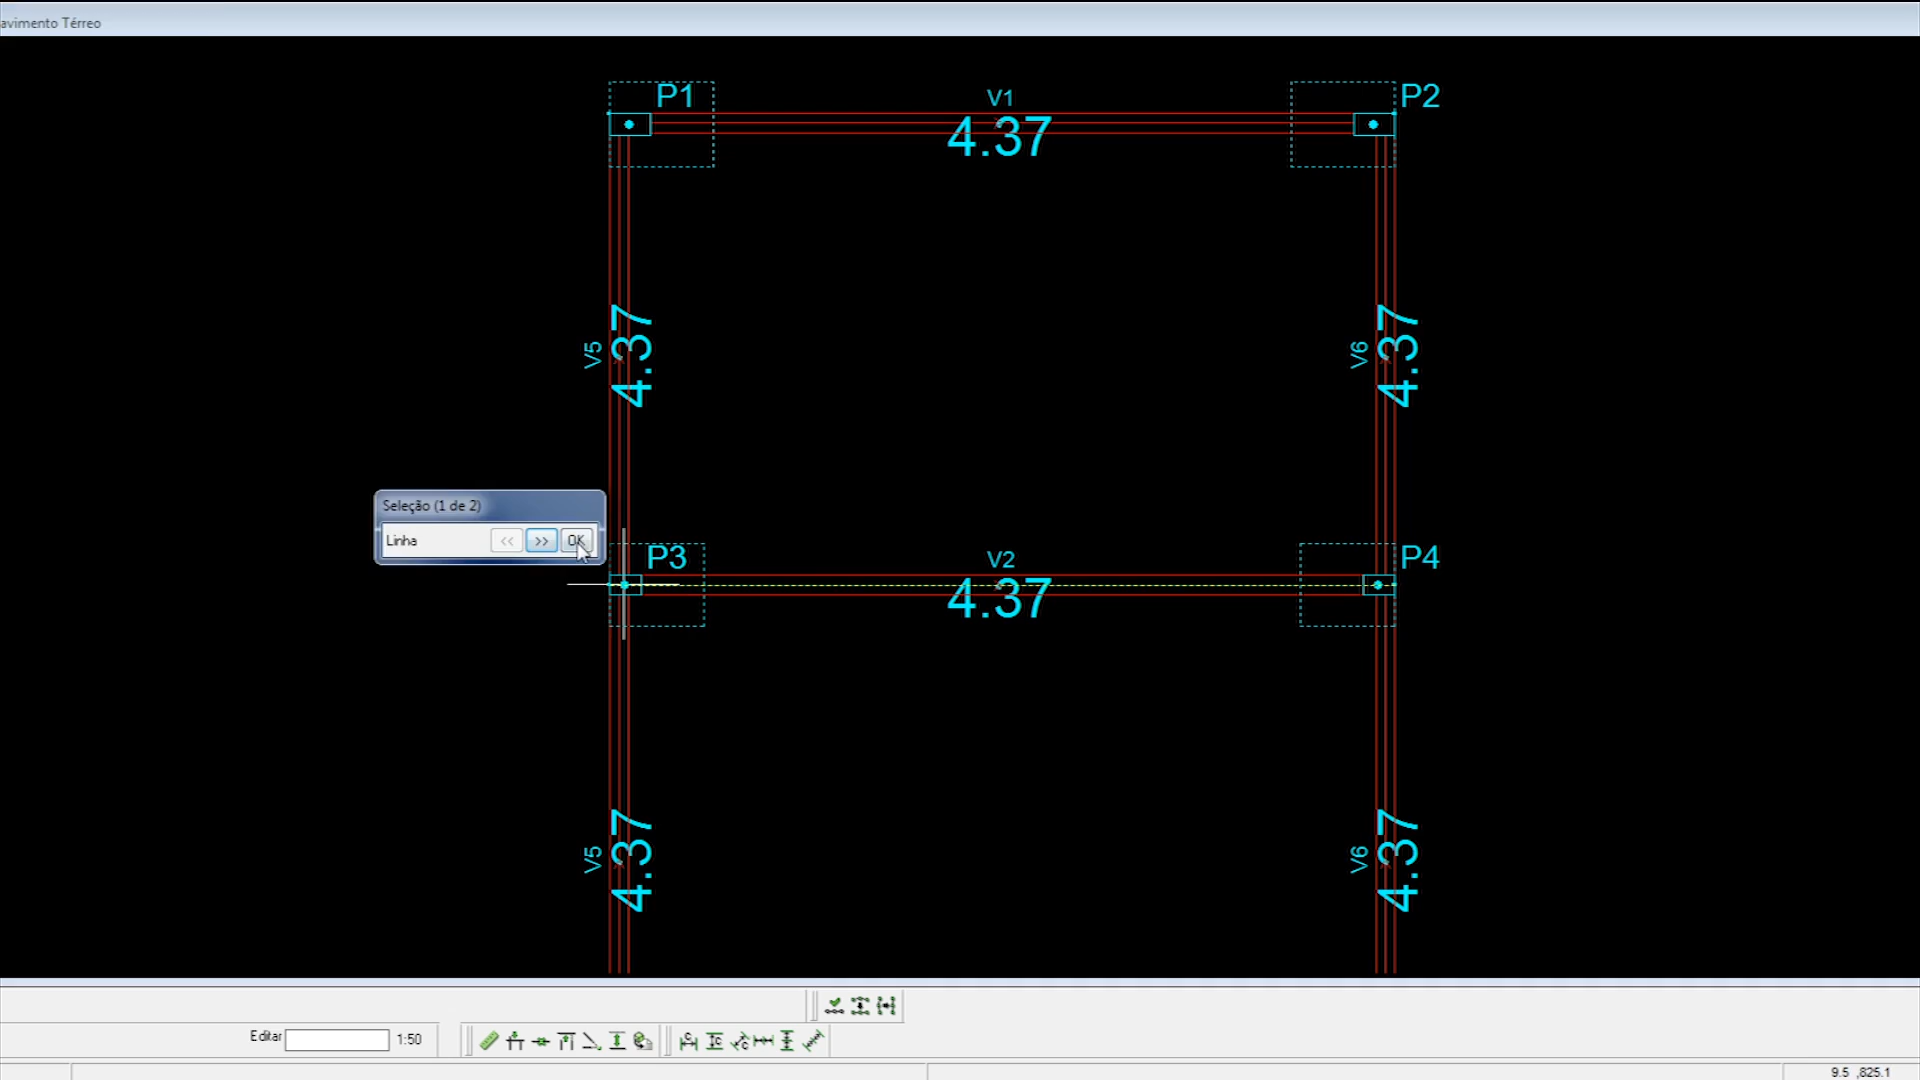 avimento Térreo
P1
V1
P2
4.37
V5
4.37
V6
4.37
Seleção (1 de 2)
Linha << >> OK
P3
V2
P4
4.37
V5
4.37
V6
4.37
Editar 1:50
9.5 ,825.1